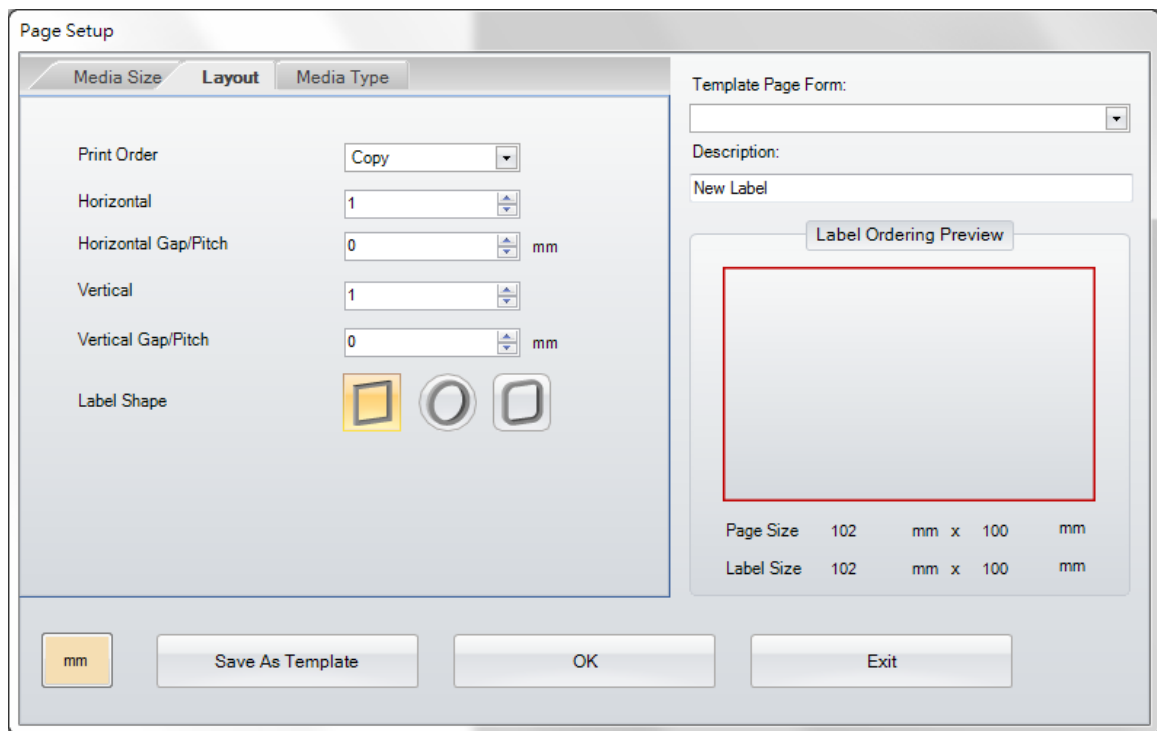 Page Setup
Media Size Layout Media Type
Print Order Copy
Horizontal 1
Horizontal Gap/Pitch 0 mm
Vertical 1
Vertical Gap/Pitch 0 mm
Label Shape
Template Page Form:
Description:
New Label
Label Ordering Preview
Page Size 102 mm x 100 mm
Label Size 102 mm x 100 mm
mm Save As Template OK Exit